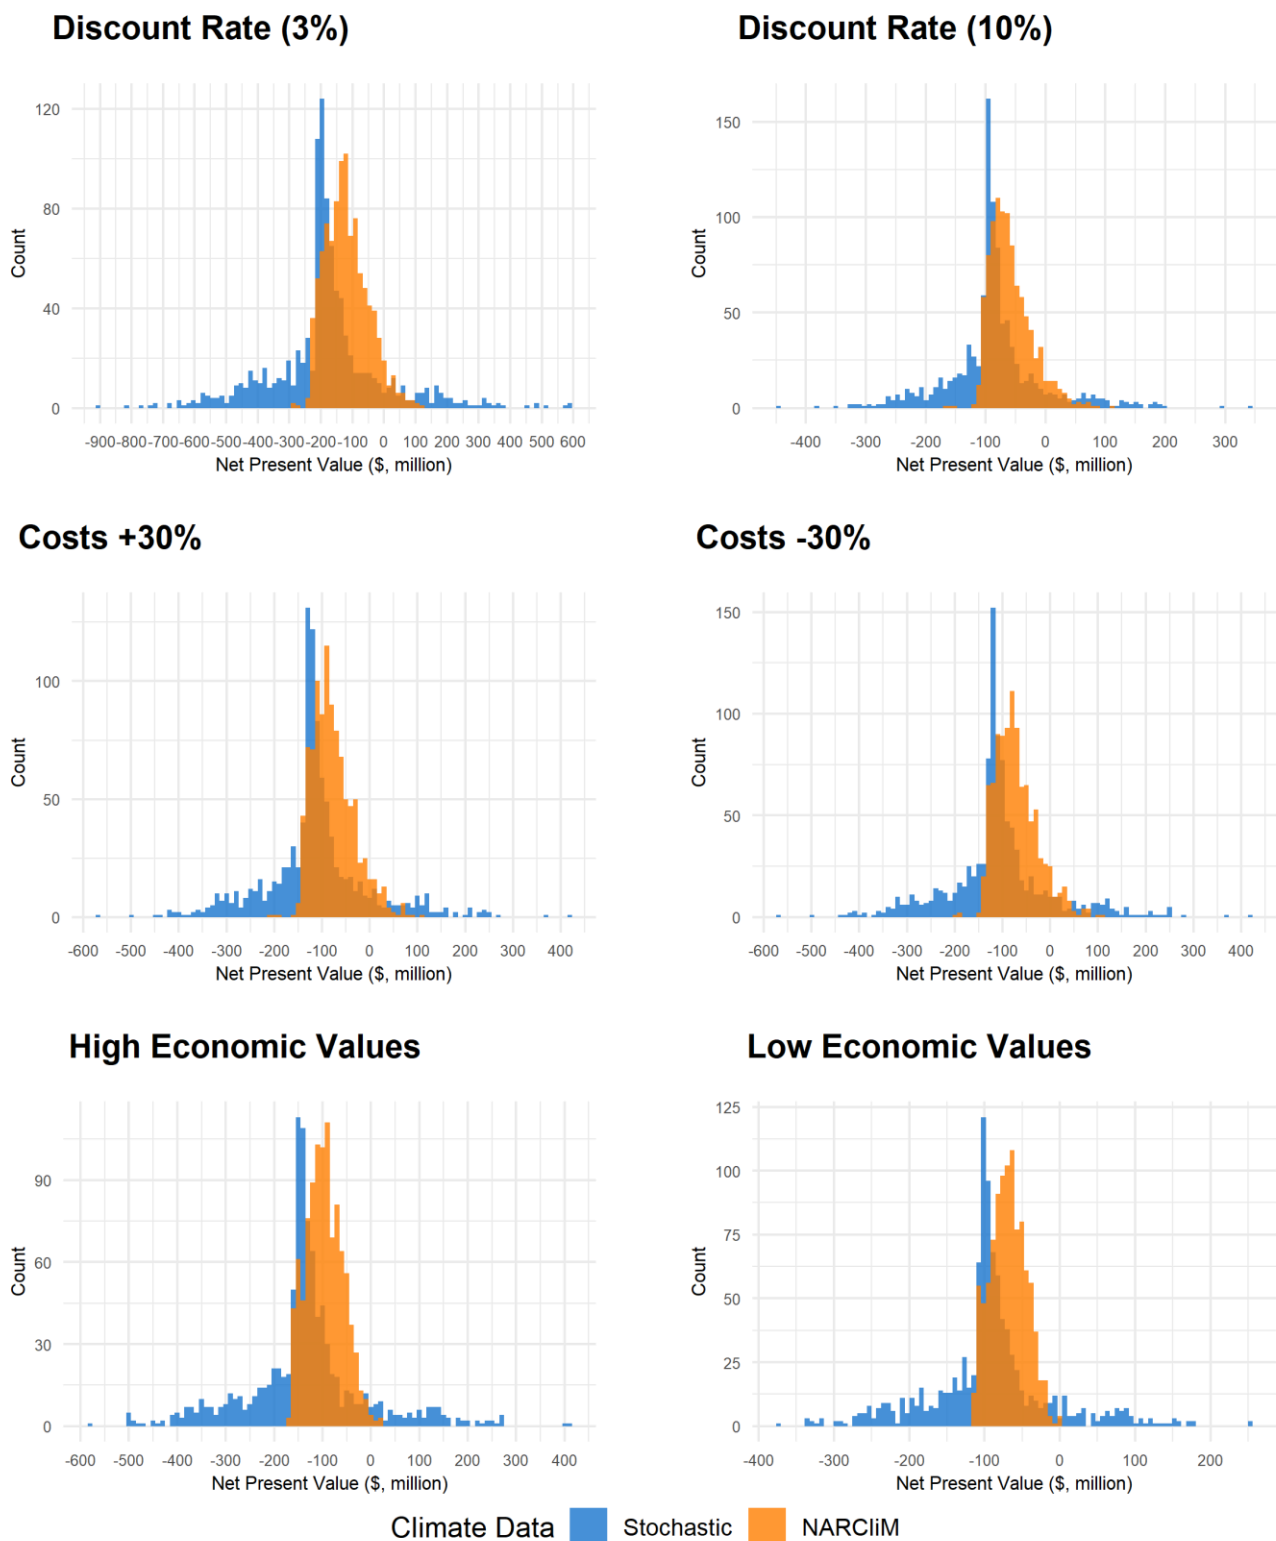 Discount Rate (3%)
Discount Rate (10%)
120
80
40
0
Count
-900-800-700-600-500-400-300-200-100 0 100 200 300 400 500 600
Net Present Value ($, million)
150
100
50
0
Count
-400 -300 -200 -100 0 100 200 300
Net Present Value ($, million)
Costs +30%
Costs -30%
100
50
0
Count
-600 -500 -400 -300 -200 -100 0 100 200 300 400
Net Present Value ($, million)
150
100
50
0
Count
-600 -500 -400 -300 -200 -100 0 100 200 300 400
Net Present Value ($, million)
High Economic Values
Low Economic Values
90
60
30
0
Count
-600 -500 -400 -300 -200 -100 0 100 200 300 400
Net Present Value ($, million)
125
100
75
50
25
0
Count
-400 -300 -200 -100 0 100 200
Net Present Value ($, million)
Climate Data Stochastic NARCliM